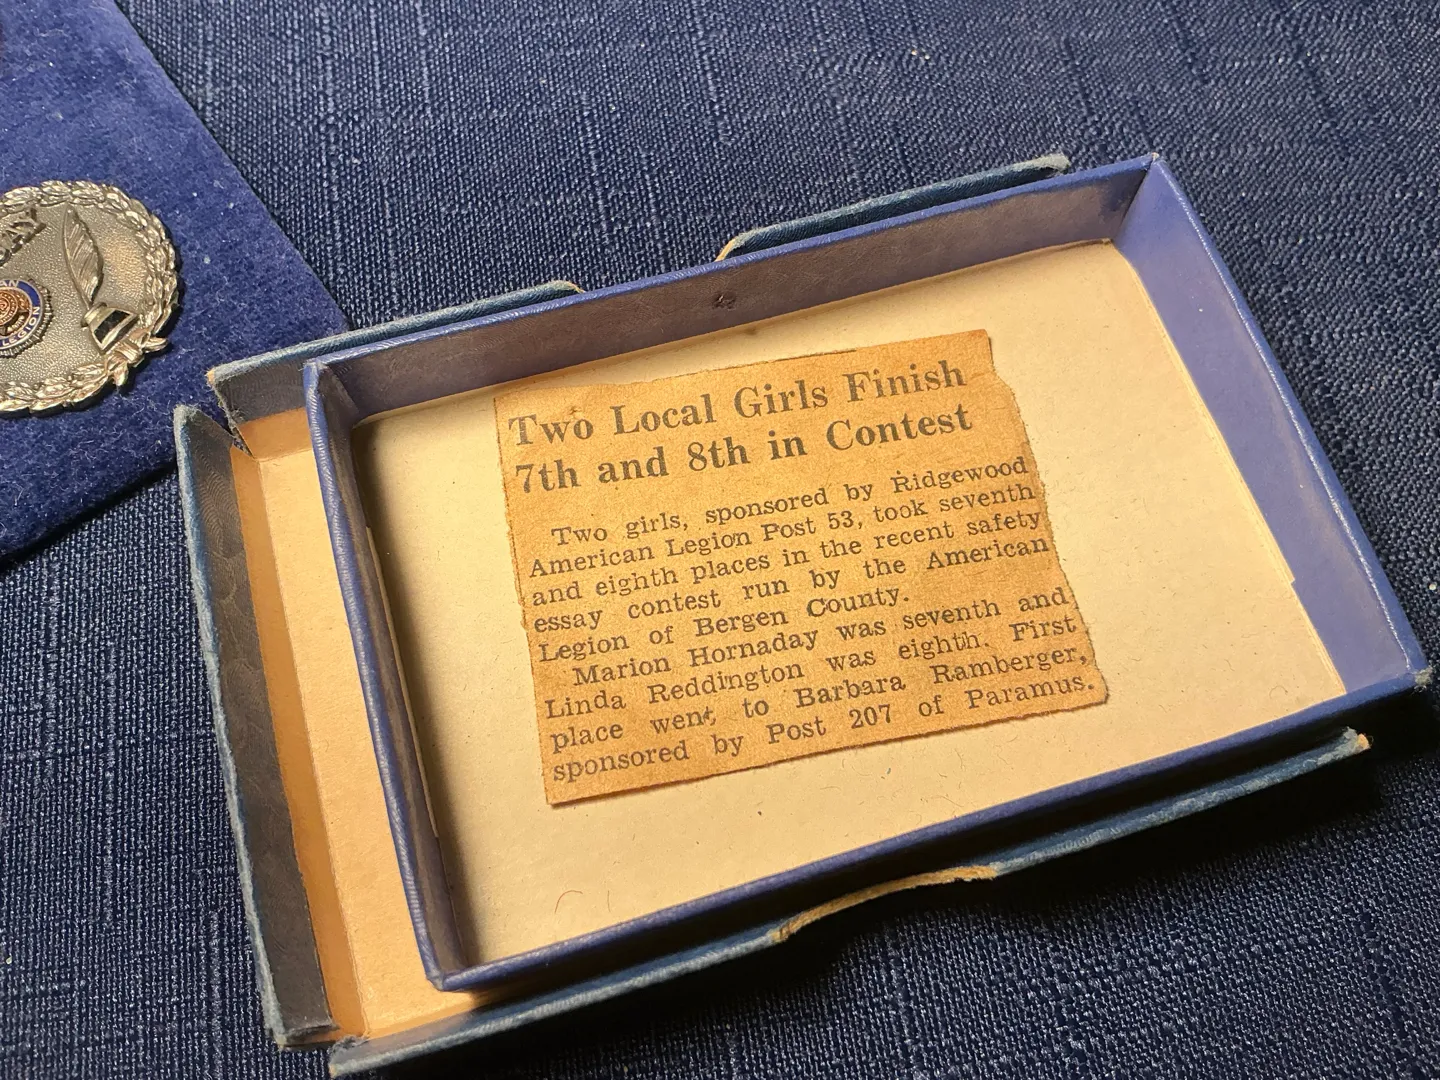 Two Local Girls Finish
7th and 8th in Contest
Two girls, sponsored by Ridgewood
American Legion Post 53, took seventh
and eighth places in the recent safety
essay contest run by the American
Legion of Bergen County.
Marion Hornaday was seventh and
Linda Reddington was eighth. First
place went to Barbara Ramberger,
sponsored by Post 207 of Paramus.
LEGION